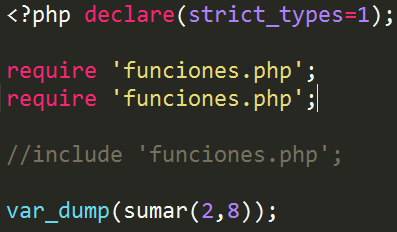 <?php declare(strict_types=1);
require 'funciones.php';
require 'funciones.php';
//include 'funciones.php';
var_dump(sumar(2,8));